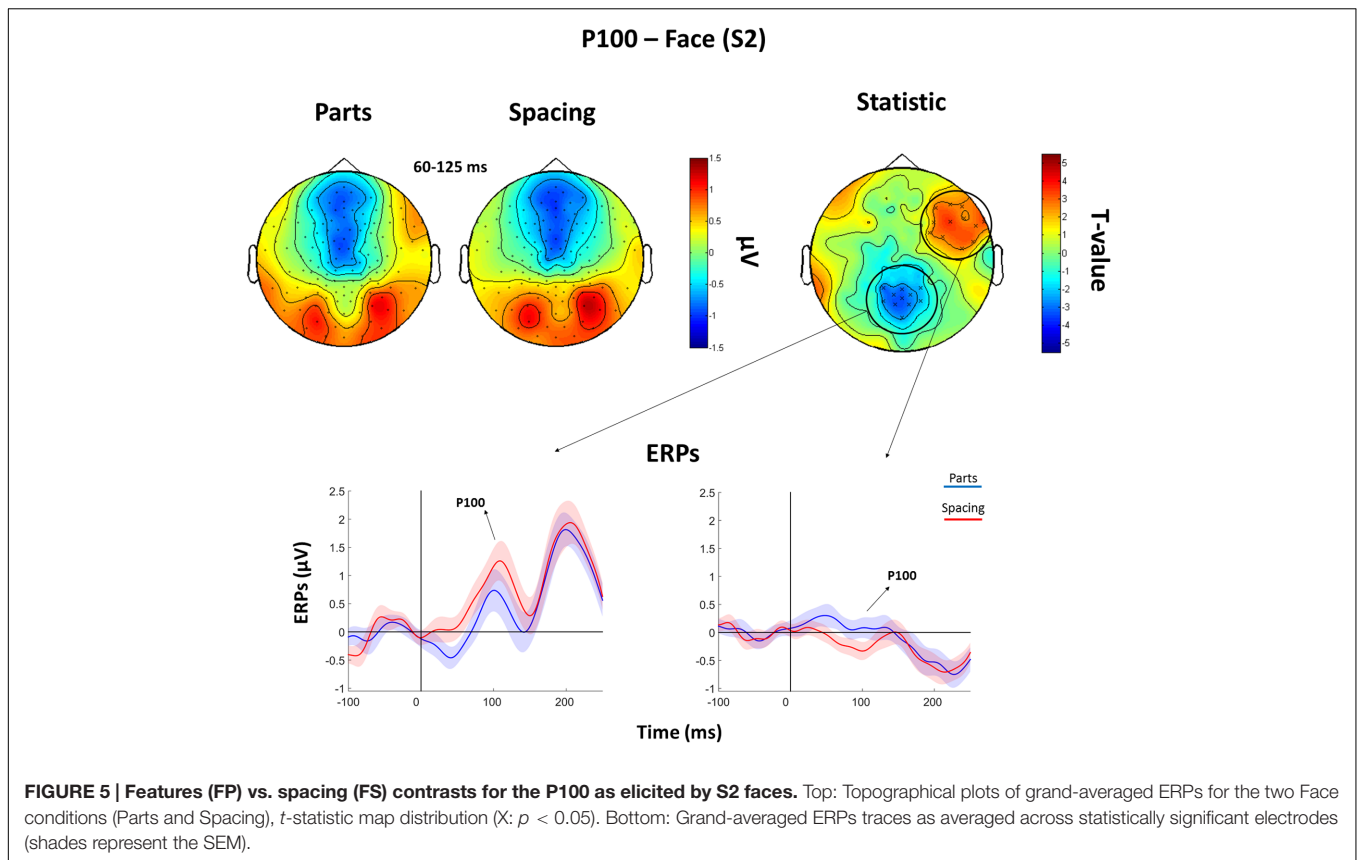 P100 – Face (S2)
Parts
Spacing
Statistic
60-125 ms
1.5
1
0.5
0
-0.5
-1
-1.5
µV
5
4
3
2
1
0
-1
-2
-3
-4
-5
T-value
ERPs
2.5
2
1.5
1
0.5
0
-0.5
-1
-100
0
100
200
ERPs (µV)
P100
2.5
2
1.5
1
0.5
0
-0.5
-1
-100
0
100
200
P100
Parts
Spacing
Time (ms)
FIGURE 5 | Features (FP) vs. spacing (FS) contrasts for the P100 as elicited by S2 faces. Top: Topographical plots of grand-averaged ERPs for the two Face
conditions (Parts and Spacing), t-statistic map distribution (X: p < 0.05). Bottom: Grand-averaged ERPs traces as averaged across statistically significant electrodes
(shades represent the SEM).